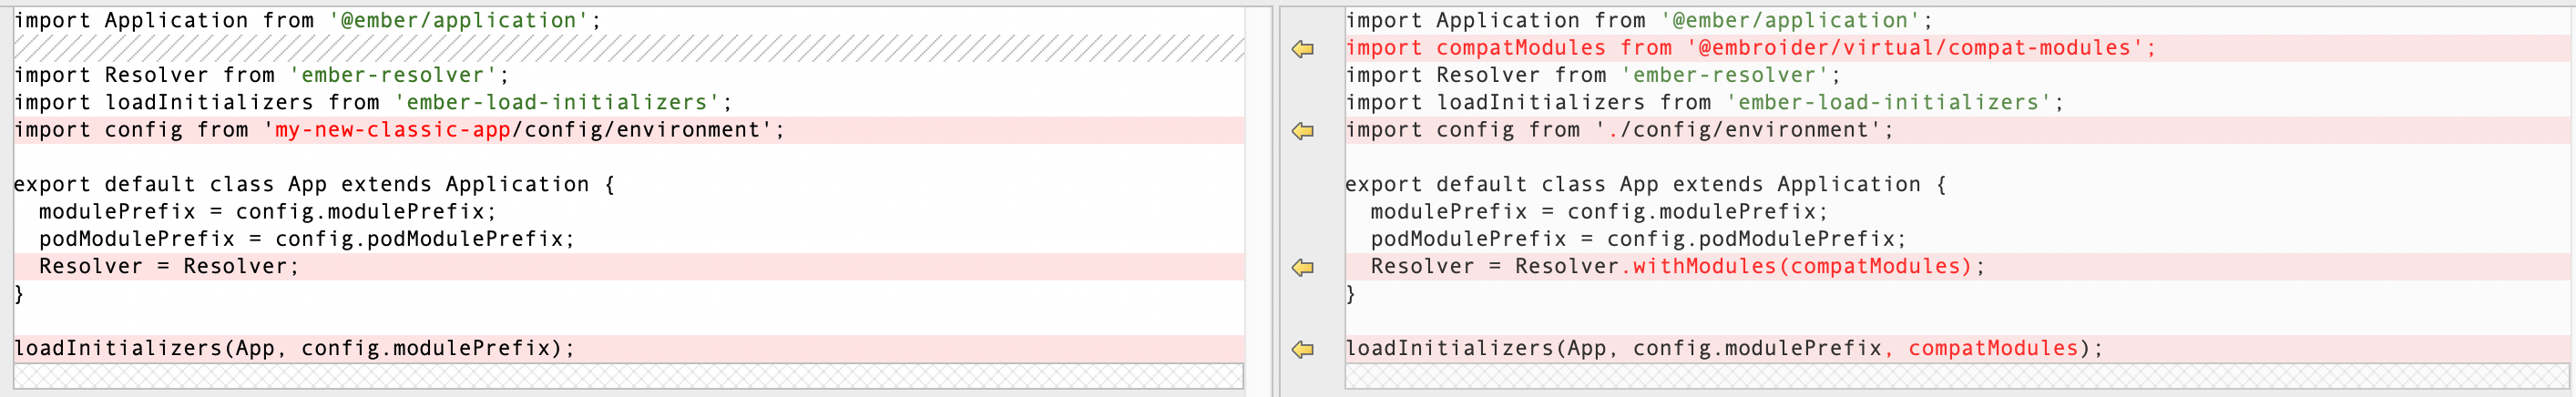 import Application from '@ember/application';
import Resolver from 'ember-resolver';
import loadInitializers from 'ember-load-initializers';
import config from 'my-new-classic-app/config/environment';
export default class App extends Application {
  modulePrefix = config.modulePrefix;
  podModulePrefix = config.podModulePrefix;
  Resolver = Resolver;
}
loadInitializers(App, config.modulePrefix);
import Application from '@ember/application';
import compatModules from '@embroider/virtual/compat-modules';
import Resolver from 'ember-resolver';
import loadInitializers from 'ember-load-initializers';
import config from './config/environment';
export default class App extends Application {
  modulePrefix = config.modulePrefix;
  podModulePrefix = config.podModulePrefix;
  Resolver = Resolver.withModules(compatModules);
}
loadInitializers(App, config.modulePrefix, compatModules);